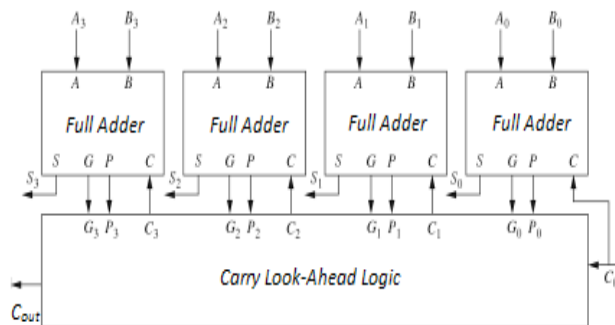 A3 B3 A2 B2 A1 B1 A0 B0
A B A B A B A B
Full Adder Full Adder Full Adder Full Adder
S G P C S G P C S G P C S G P C
S3 S2 S1 S0
G3 P3 C3 G2 P2 C2 G1 P1 C1 G0 P0
Carry Look-Ahead Logic
Cout